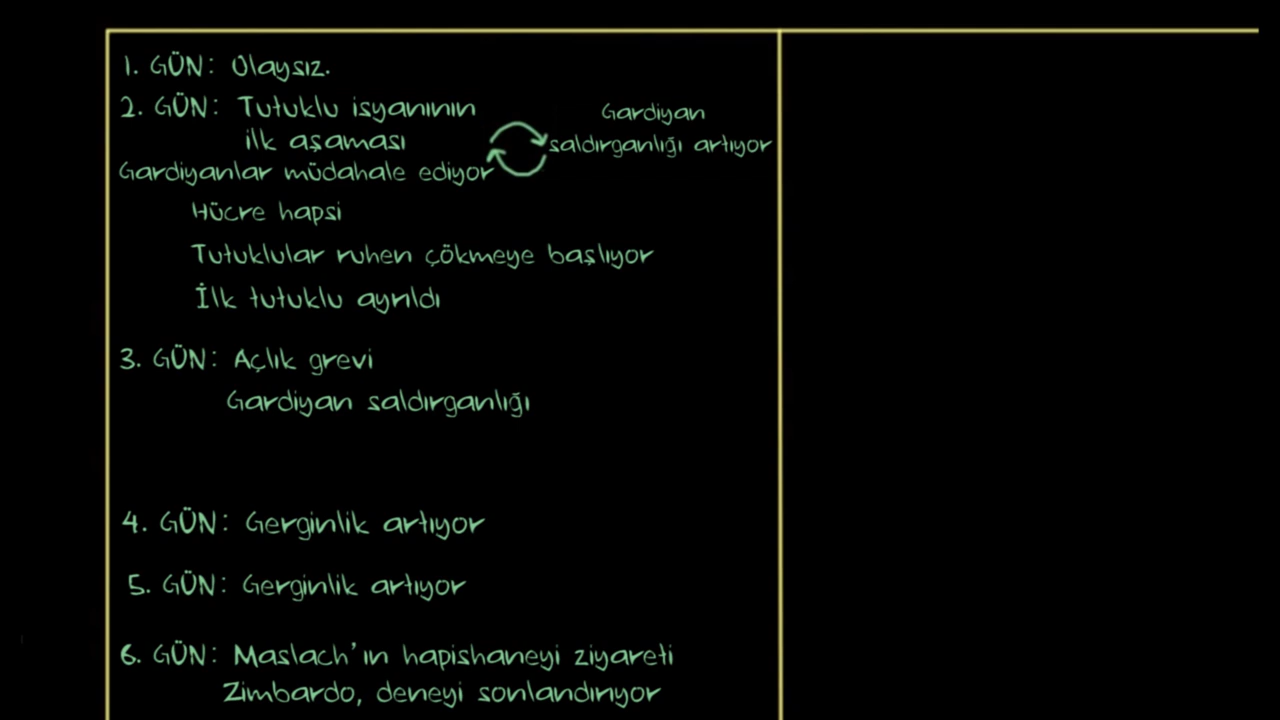 1. GÜN: Olaysız.
2. GÜN: Tutuklu isyanının
ilk aşaması
Gardiyan
saldırganlığı artıyor
Gardiyanlar müdahale ediyor
Hücre hapsi
Tutuklular ruhen çökmeye başlıyor
İlk tutuklu ayrıldı
3. GÜN: Açlık grevi
Gardiyan saldırganlığı
4. GÜN: Gerginlik artıyor
5. GÜN: Gerginlik artıyor
6. GÜN: Maslach'ın hapishaneyi ziyareti
Zimbardo, deneyi sonlandırıyor